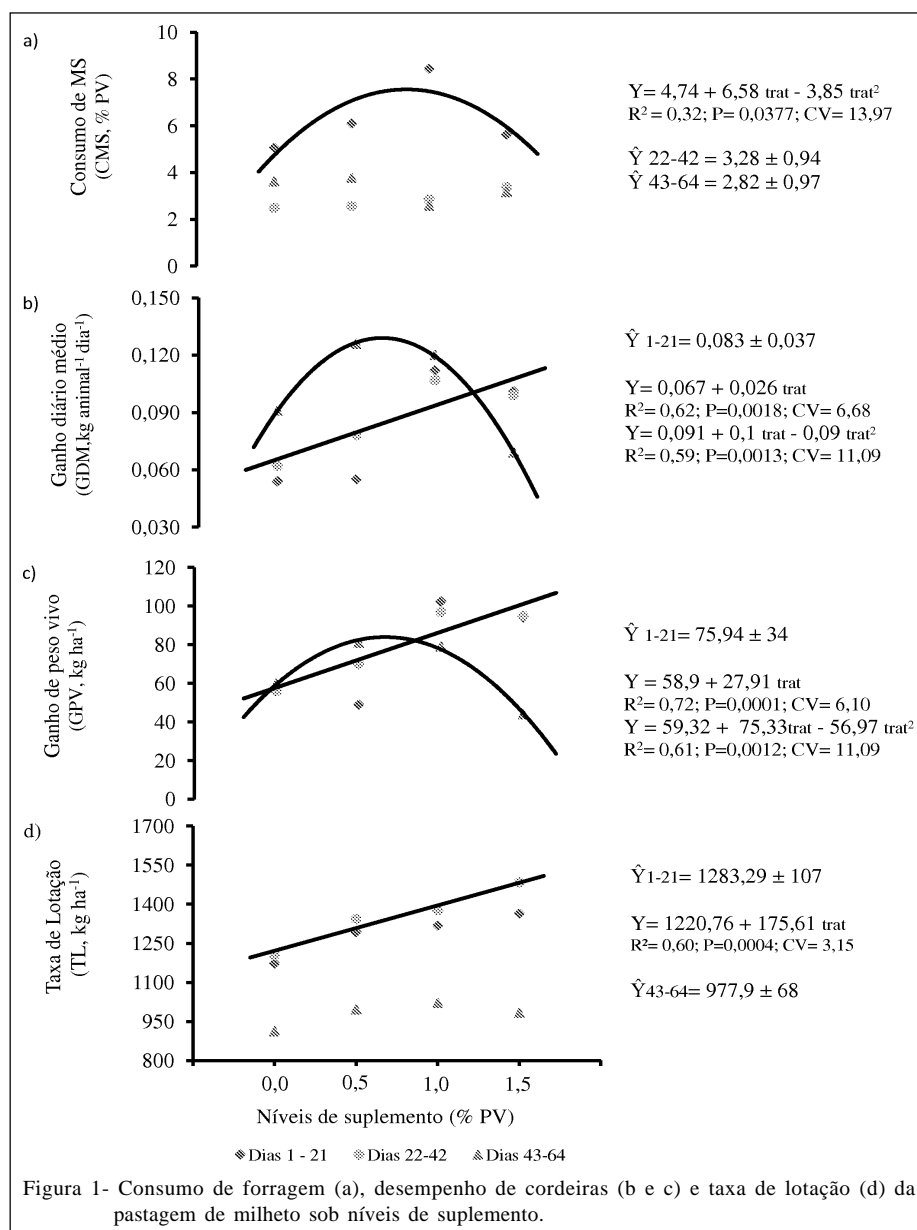 a)
Consumo de MS
(CMS, % PV)
10
8
6
4
2
0
Y= 4,74 + 6,58 trat - 3,85 trat²
R² = 0,32; P= 0,0377; CV= 13,97
Ŷ 22-42 = 3,28 ± 0,94
Ŷ 43-64 = 2,82 ± 0,97
b)
Ganho diário médio
(GDM,kg animal⁻¹ dia⁻¹)
0,150
0,120
0,090
0,060
0,030
Ŷ 1-21= 0,083 ± 0,037
Y= 0,067 + 0,026 trat
R²= 0,62; P=0,0018; CV= 6,68
Y= 0,091 + 0,1 trat - 0,09 trat²
R²= 0,59; P=0,0013; CV= 11,09
c)
Ganho de peso vivo
(GPV, kg ha⁻¹)
120
100
80
60
40
20
0
Ŷ 1-21= 75,94 ± 34
Y = 58,9 + 27,91 trat
R²= 0,72; P=0,0001; CV= 6,10
Y = 59,32 + 75,33trat - 56,97 trat²
R²= 0,61; P=0,0012; CV= 11,09
d)
Taxa de Lotação
(TL, kg ha⁻¹)
1700
1550
1400
1250
1100
950
800
Ŷ1-21= 1283,29 ± 107
Y= 1220,76 + 175,61 trat
R²= 0,60; P=0,0004; CV= 3,15
Ŷ43-64= 977,9 ± 68
0,0 0,5 1,0 1,5
Níveis de suplemento (% PV)
Dias 1 - 21 Dias 22-42 Dias 43-64
Figura 1- Consumo de forragem (a), desempenho de cordeiras (b e c) e taxa de lotação (d) da
pastagem de milheto sob níveis de suplemento.